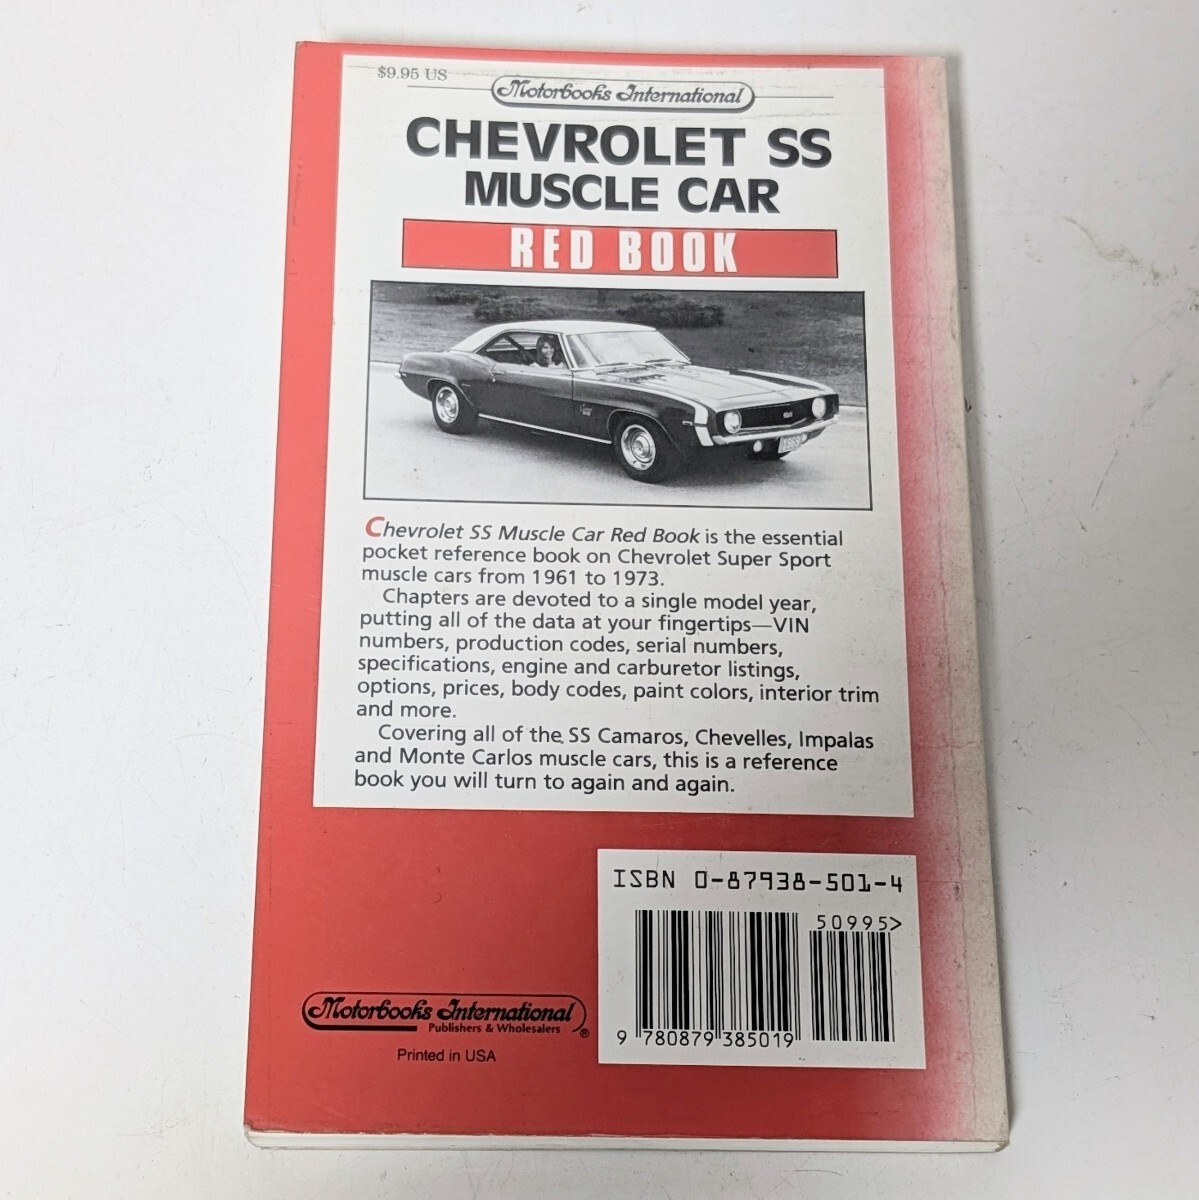 $9.95 US
Motorbooks International
CHEVROLET SS
MUSCLE CAR
RED BOOK
SS
1969
Chevrolet SS Muscle Car Red Book is the essential
pocket reference book on Chevrolet Super Sport
muscle cars from 1961 to 1973.
Chapters are devoted to a single model year,
putting all of the data at your fingertips—VIN
numbers, production codes, serial numbers,
specifications, engine and carburetor listings,
options, prices, body codes, paint colors, interior trim
and more.
Covering all of the SS Camaros, Chevelles, Impalas
and Monte Carlos muscle cars, this is a reference
book you will turn to again and again.
ISBN 0-87938-501-4
50995>
9 780879 385019
Motorbooks International
Publishers & Wholesalers ®
Printed in USA